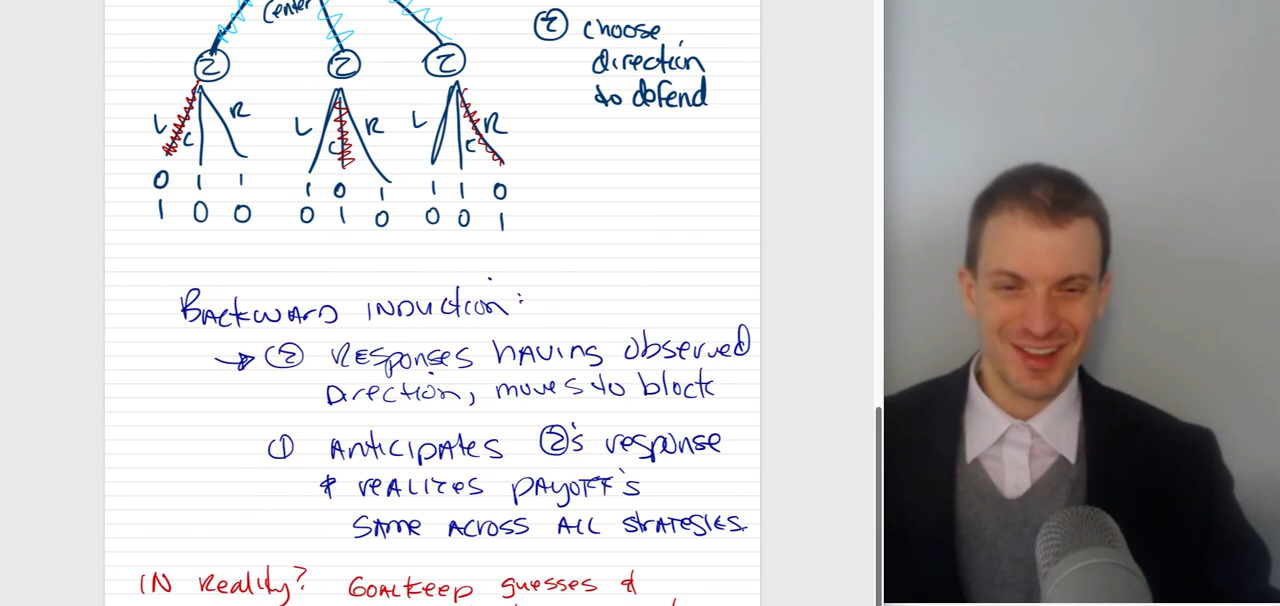 Center
② choose
direction
to defend
② ② ②
L C R L C R L C R
0 1 1 1 0 1 1 1 0
1 0 0 0 1 0 0 0 1
BACKWARD INDUCTION:
→ ② RESPONSES HAVING observed
DIRECTION, moves to block
① ANTICIPATES ②'s response
& REALIZES PAYOFF'S
SAME ACROSS ALL STRATEGIES.
IN Reality? GOALKEEP guesses &